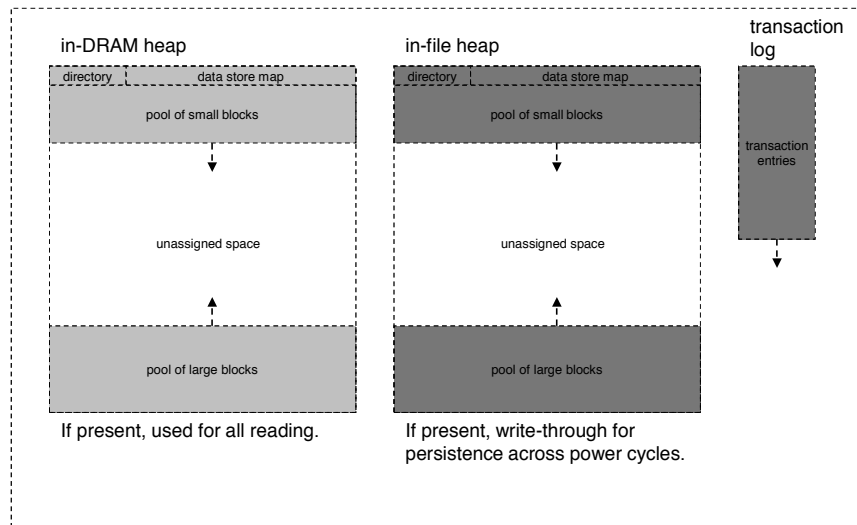 in-DRAM heap
directory
data store map
pool of small blocks
unassigned space
pool of large blocks
If present, used for all reading.
in-file heap
directory
data store map
pool of small blocks
unassigned space
pool of large blocks
If present, write-through for
persistence across power cycles.
transaction
log
transaction
entries